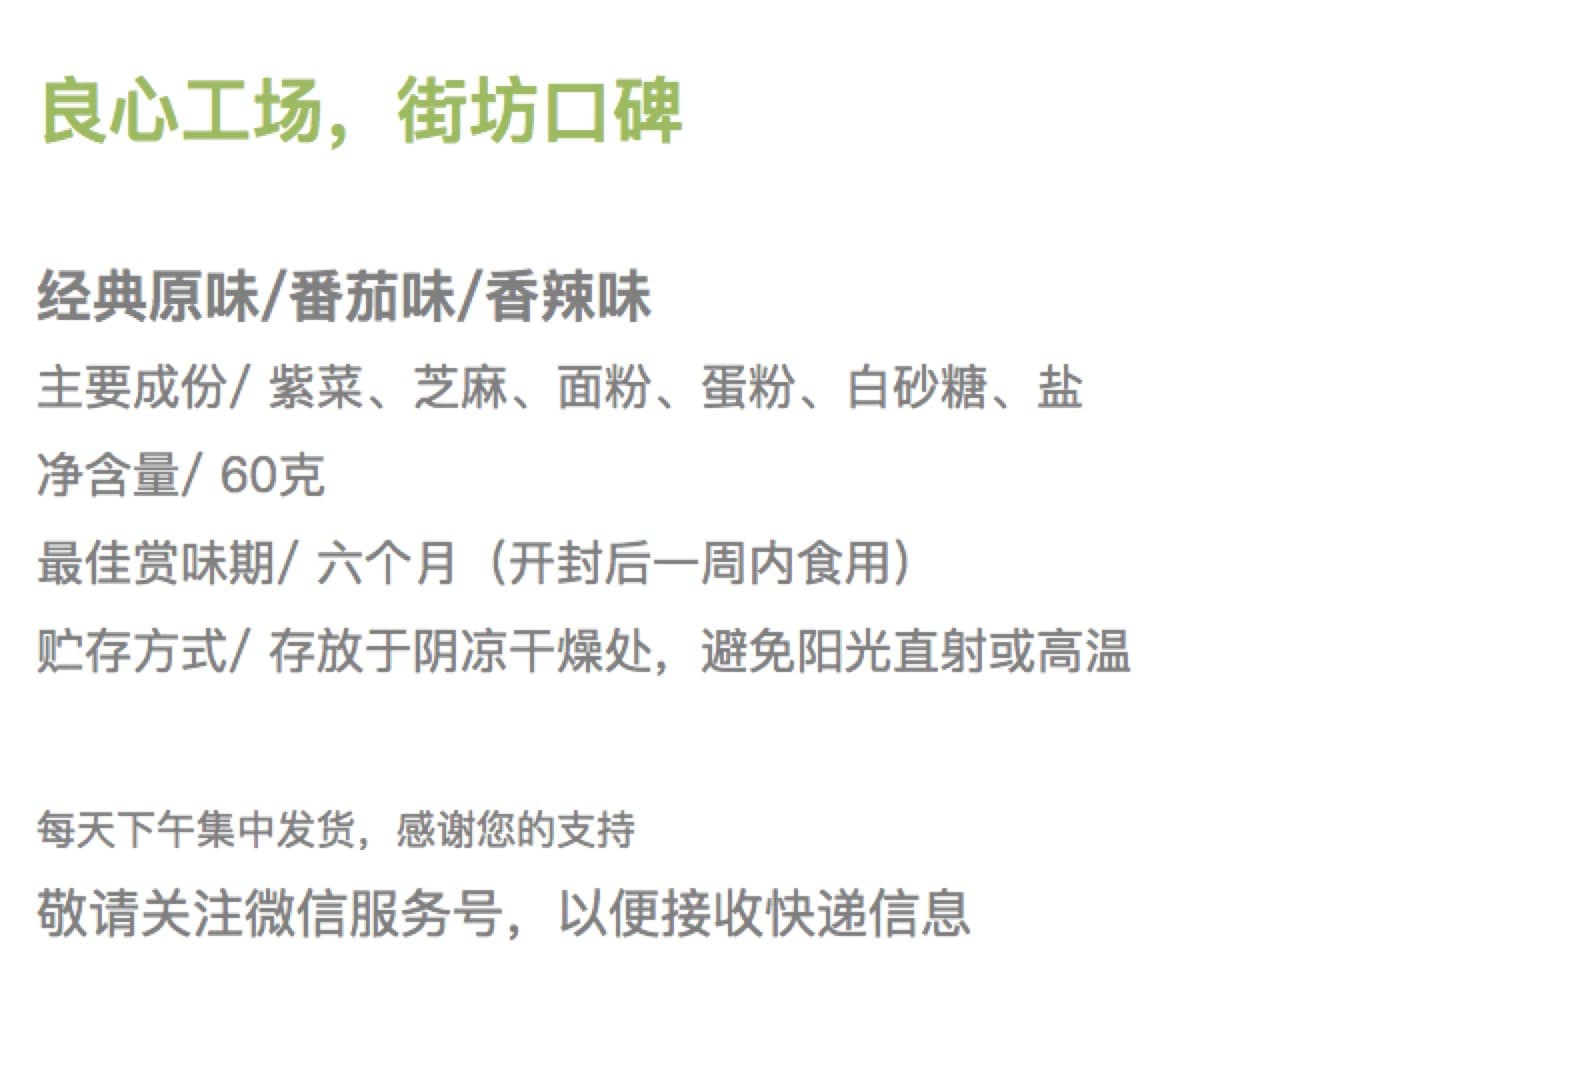 良心工场，街坊口碑
经典原味/番茄味/香辣味
主要成份/ 紫菜、芝麻、面粉、蛋粉、白砂糖、盐
净含量/ 60克
最佳赏味期/ 六个月（开封后一周内食用）
贮存方式/ 存放于阴凉干燥处，避免阳光直射或高温
每天下午集中发货，感谢您的支持
敬请关注微信服务号，以便接收快递信息